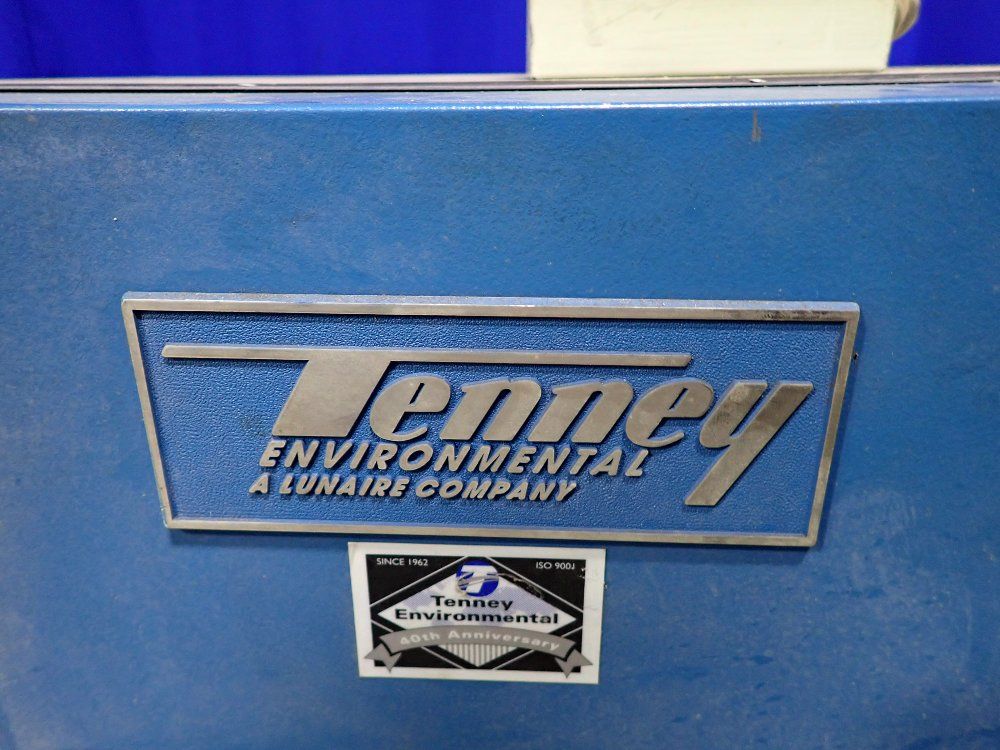 Tenney
ENVIRONMENTAL
A LUNAIRE COMPANY
SINCE 1962
ISO 9001
T
Tenney
Environmental
40th Anniversary